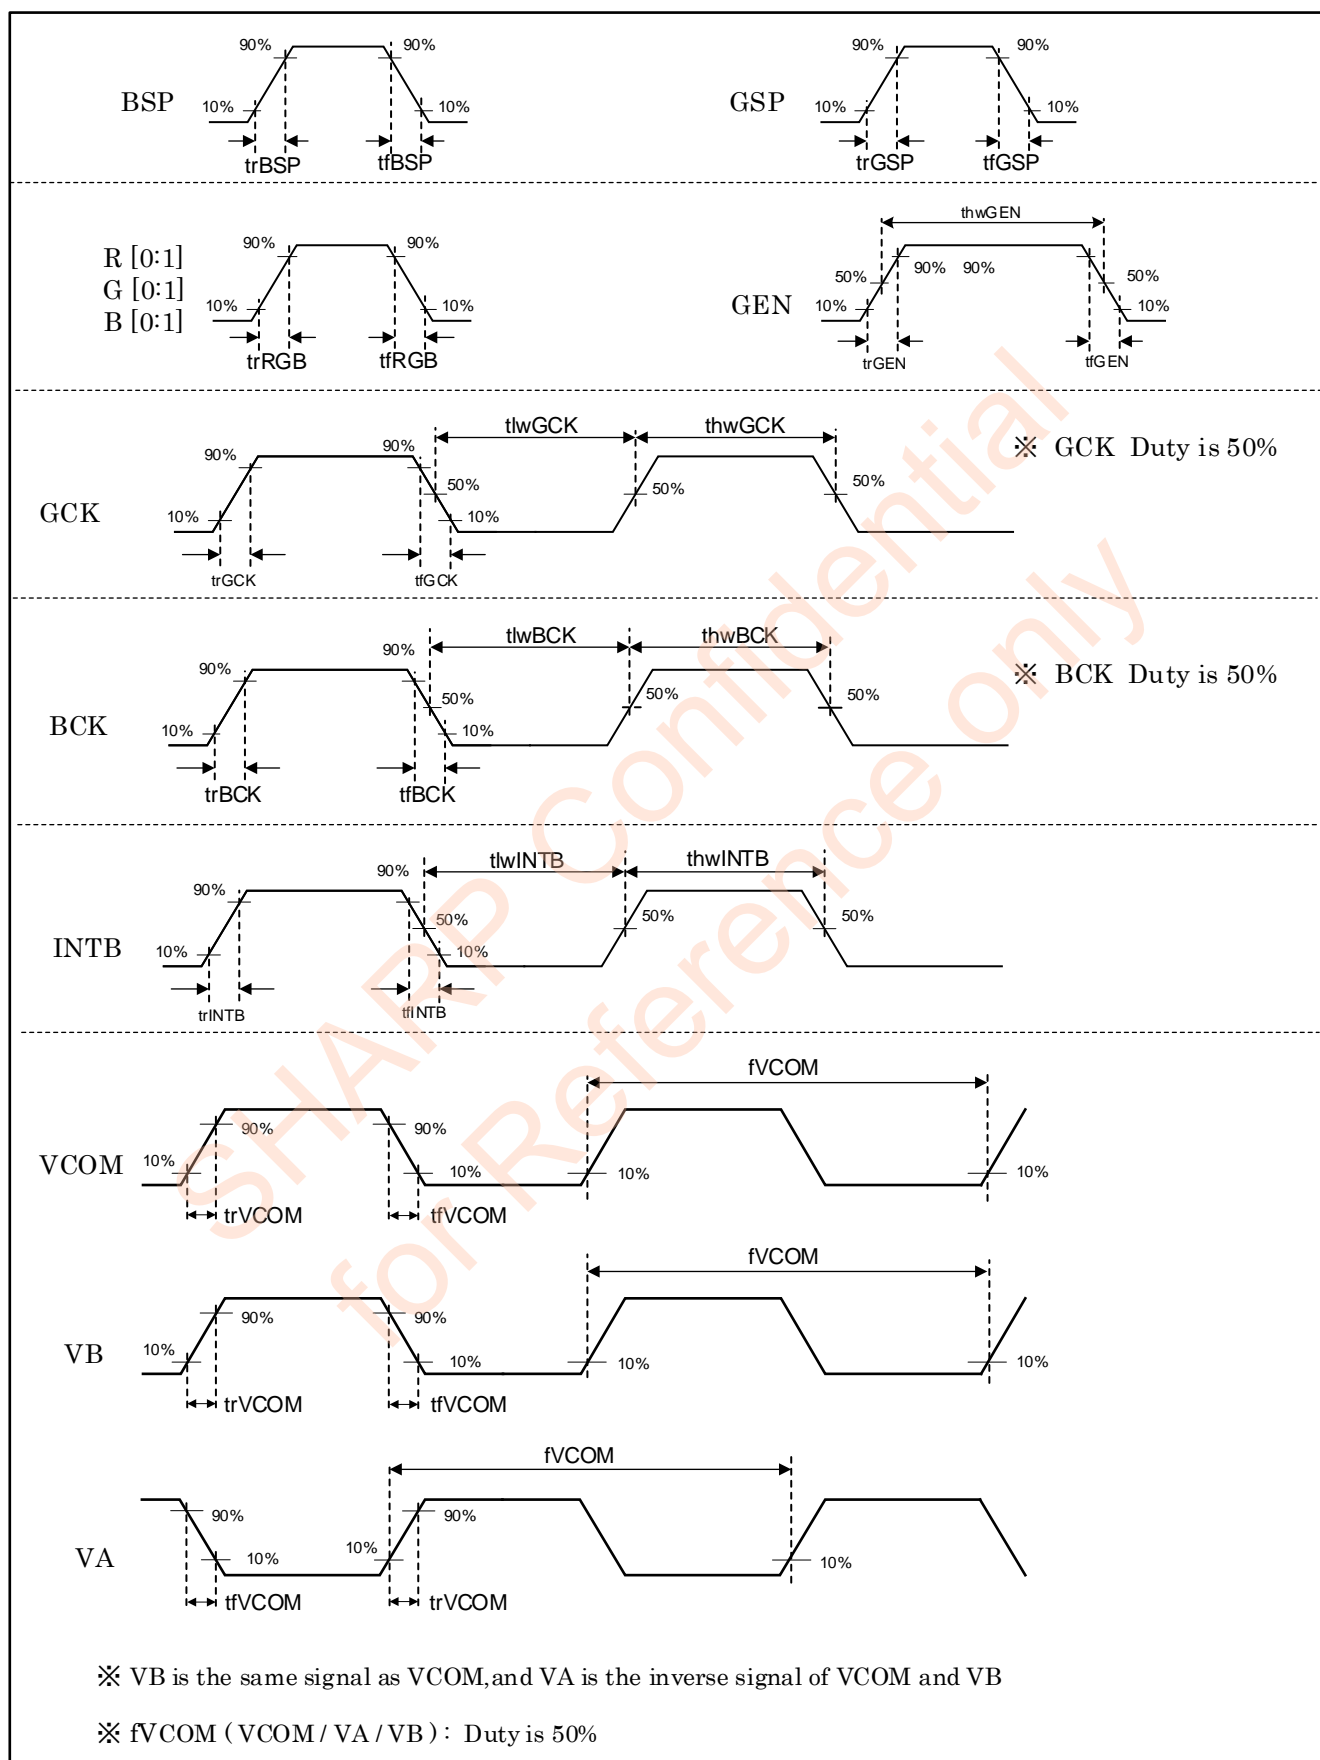 90%
90%
BSP
10%
10%
trBSP
tfBSP
90%
90%
GSP
10%
10%
trGSP
tfGSP
R [0:1]
G [0:1]
B [0:1]
90%
90%
10%
10%
trRGB
tfRGB
thwGEN
GEN
50%
90%
90%
50%
10%
10%
trGEN
tfGEN
tlwGCK
thwGCK
※ GCK Duty is 50%
90%
90%
50%
50%
50%
GCK
10%
10%
trGCK
tfGCK
tlwBCK
thwBCK
※ BCK Duty is 50%
90%
90%
50%
50%
50%
BCK
10%
10%
trBCK
tfBCK
tlwINTB
thwINTB
90%
90%
50%
50%
50%
INTB
10%
10%
trINTB
tfINTB
fVCOM
90%
90%
VCOM
10%
10%
10%
10%
trVCOM
tfVCOM
fVCOM
90%
90%
VB
10%
10%
10%
10%
trVCOM
tfVCOM
fVCOM
90%
90%
VA
10%
10%
10%
tfVCOM
trVCOM
※ VB is the same signal as VCOM,and VA is the inverse signal of VCOM and VB
※ fVCOM ( VCOM / VA / VB ) : Duty is 50%
SHARP Confidential
for Reference only